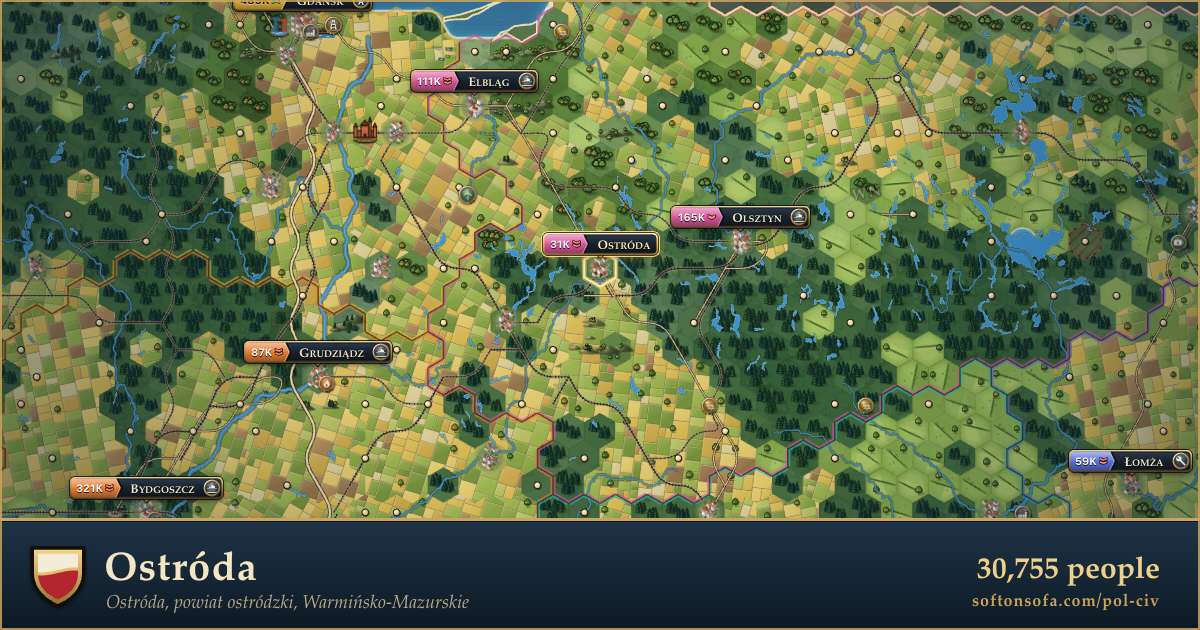 GDAŃSK
111K ELBLĄG
165K OLSZTYN
31K OSTRÓDA
87K GRUDZIĄDZ
59K ŁOMŻA
321K BYDGOSZCZ
Ostróda
Ostróda, powiat ostródzki, Warmińsko-Mazurskie
30,755 people
softonsofa.com/pol-civ